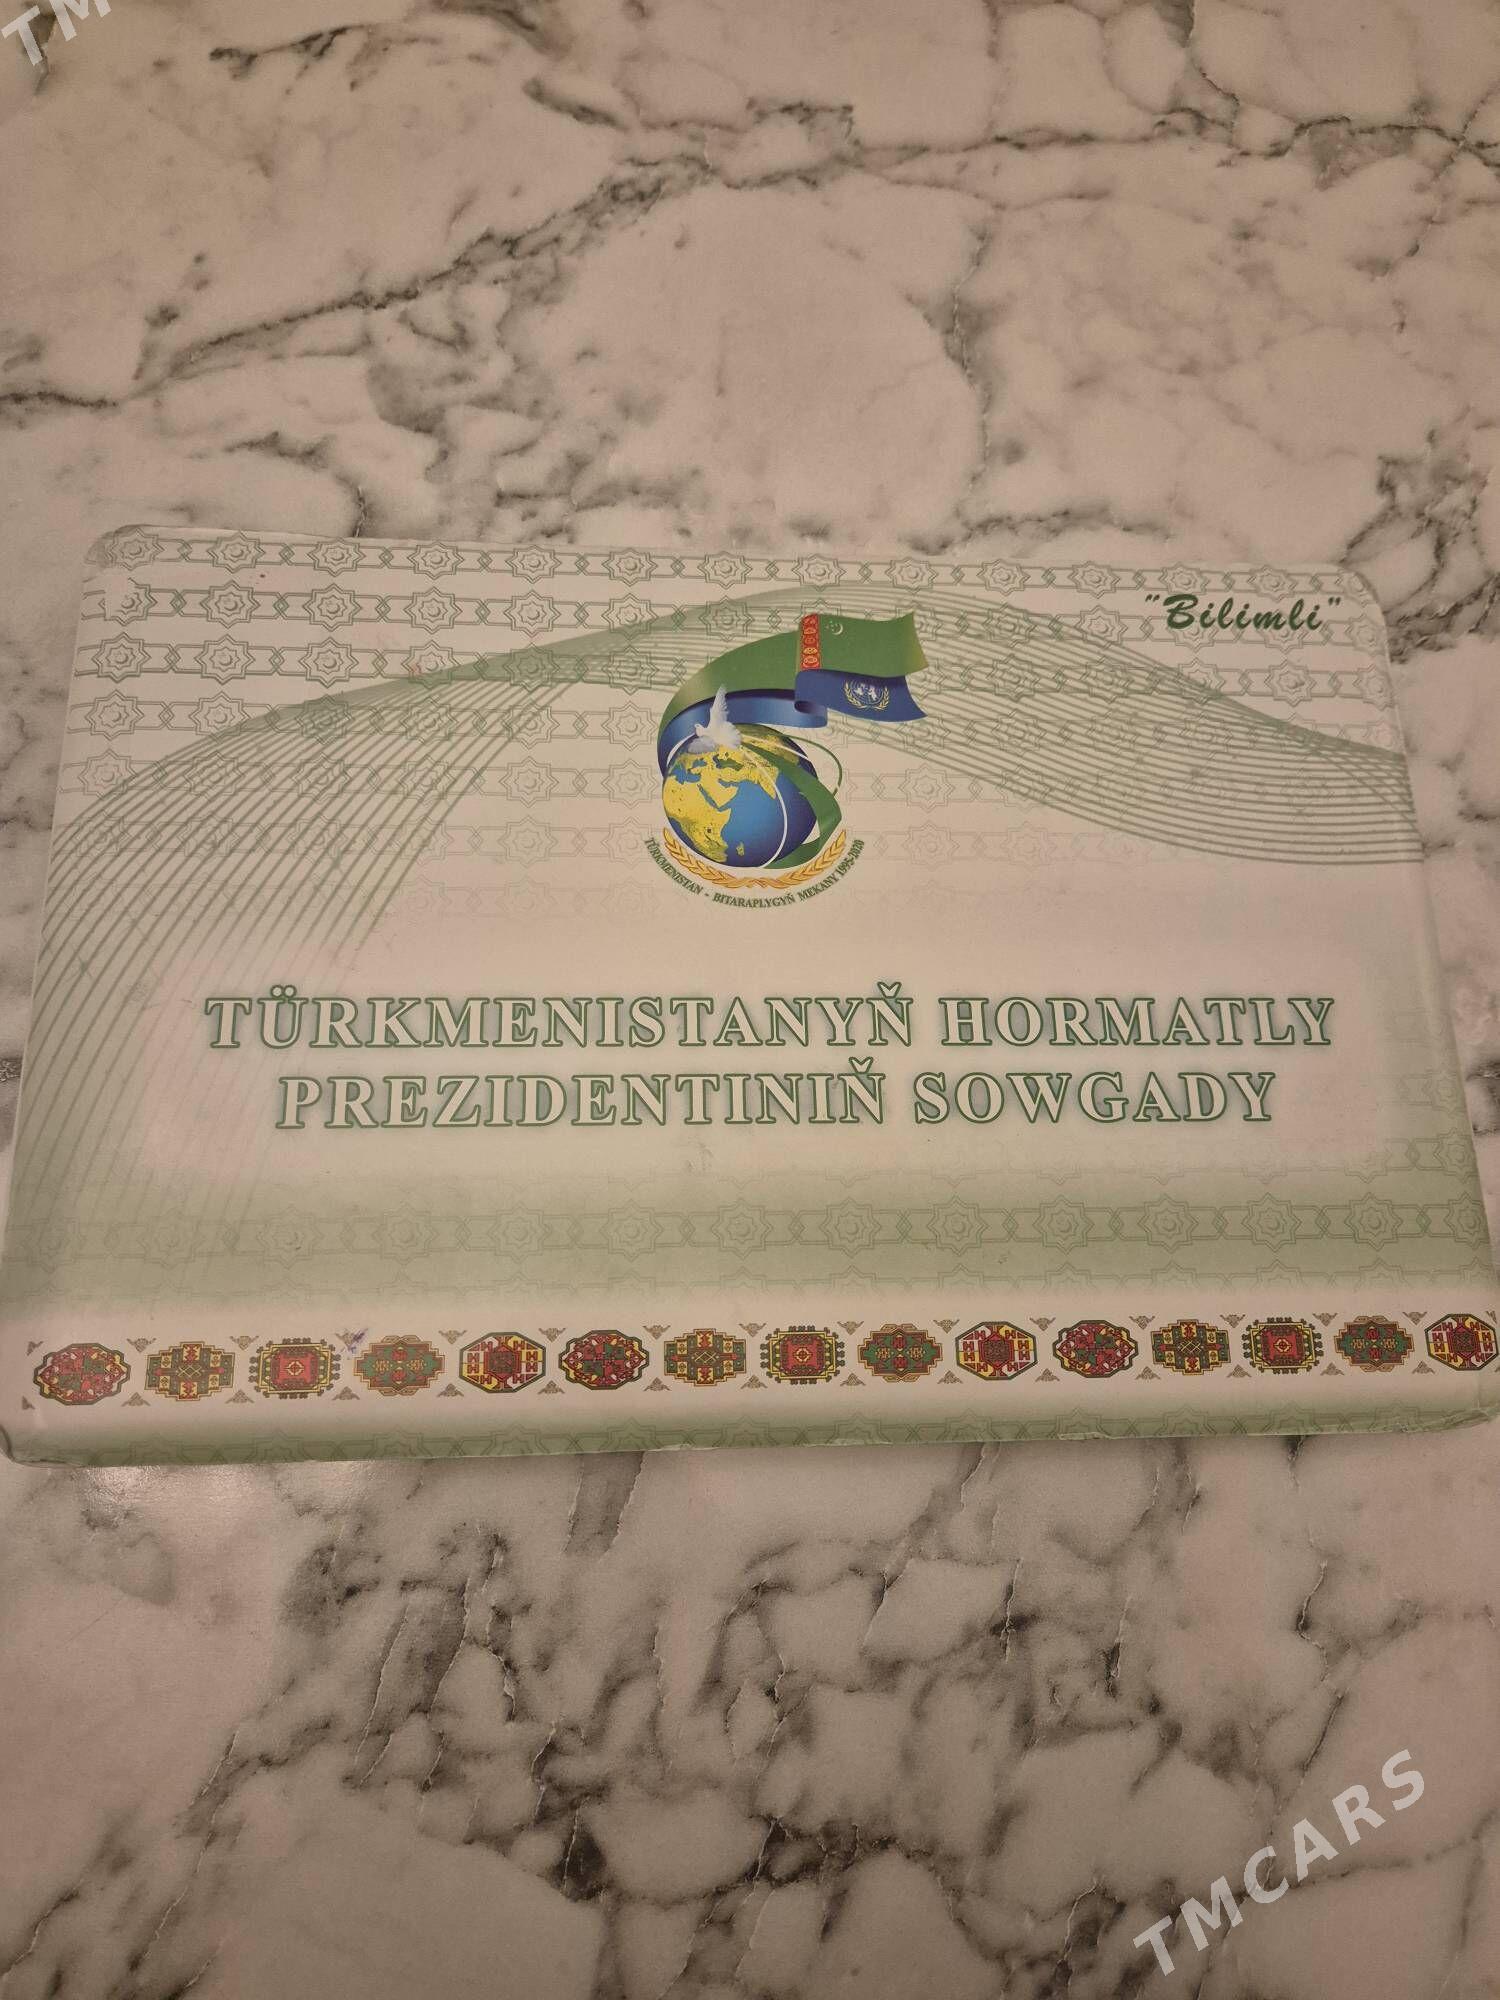 TM
"Bilimli"
TÜRKMENISTAN - BITARAPLYGYŇ MEKANY 1995-2020
TÜRKMENISTANYŇ HORMATLY
PREZIDENTINIŇ SOWGADY
TMCARS